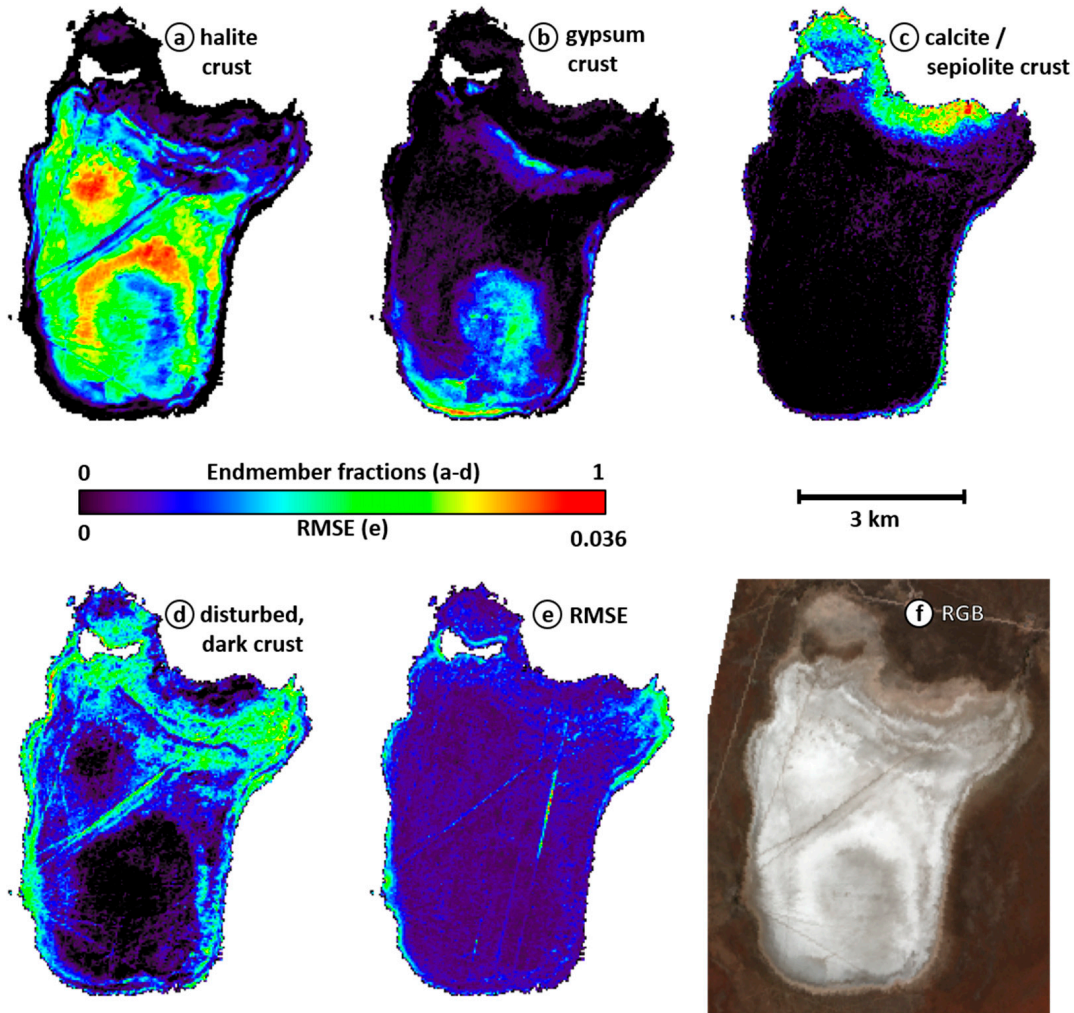 a halite
crust
b gypsum
crust
c calcite /
sepiolite crust
0 Endmember fractions (a-d) 1
0 RMSE (e) 0.036
3 km
d disturbed,
dark crust
e RMSE
f RGB